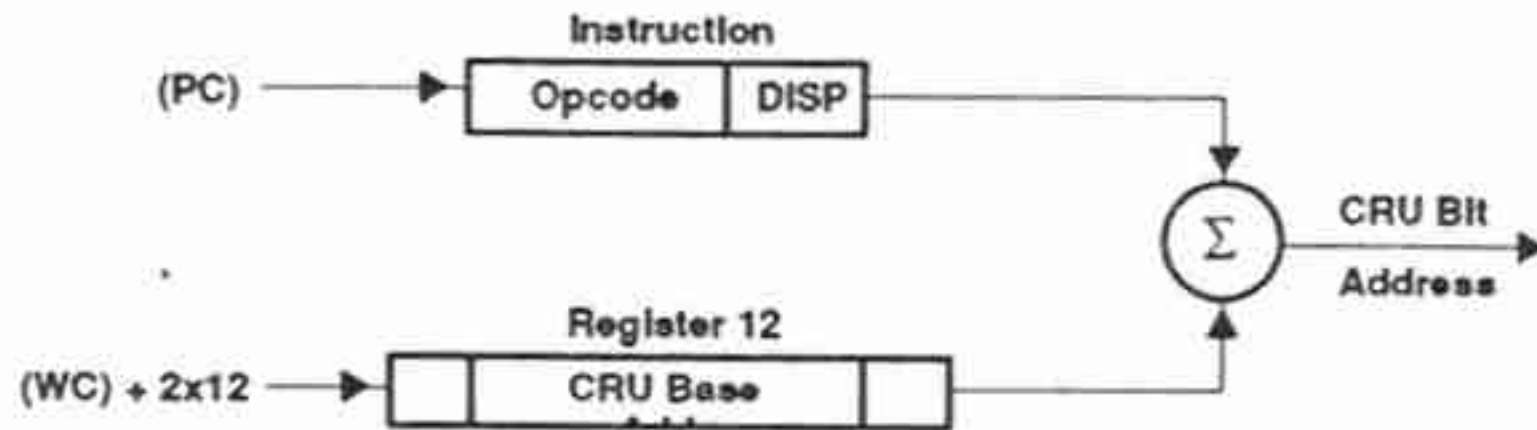 Instruction
(PC)
Opcode
DISP
Σ
CRU Bit
Address
Register 12
(WC) + 2x12
CRU Base